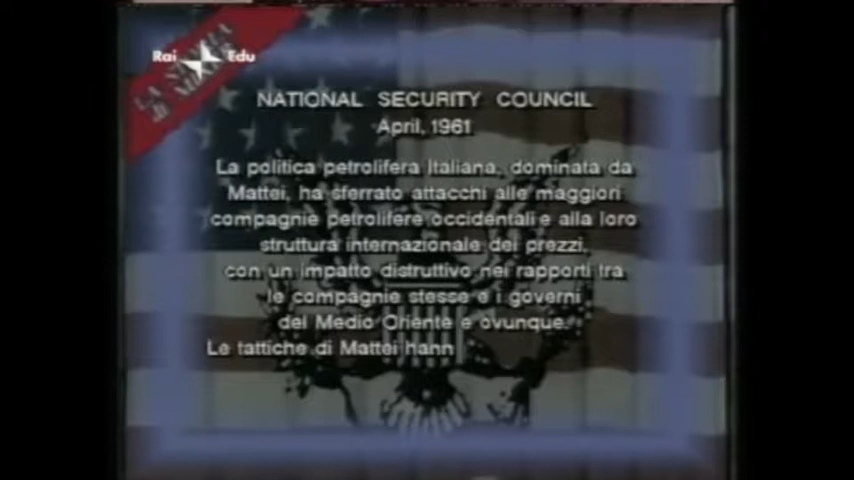 Rai Edu
LA STORIA
NATIONAL SECURITY COUNCIL
April, 1961
La politica petrolifera Italiana, dominata da
Mattei, ha sferrato attacchi alle maggiori
compagnie petrolifere occidentali e alla loro
struttura internazionale dei prezzi,
con un impatto distruttivo nei rapporti tra
le compagnie stesse e i governi
del Medio Oriente e ovunque.
Le tattiche di Mattei hann